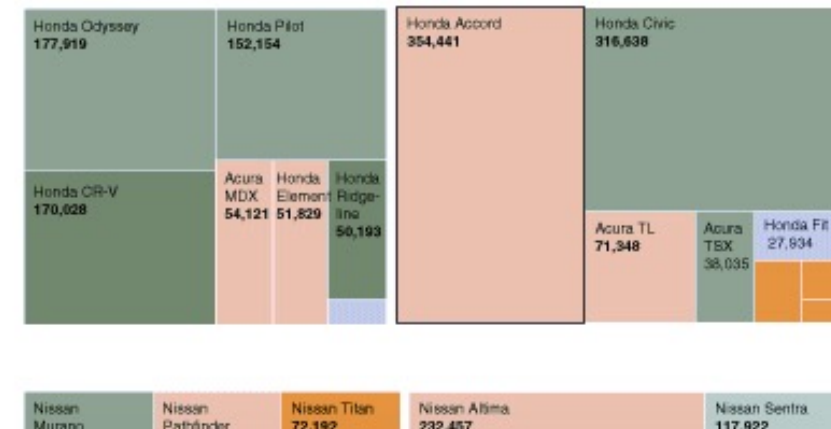 Honda Odyssey
177,919
Honda Pilot
152,154
Honda Accord
354,441
Honda Civic
316,638
Honda CR-V
170,028
Acura
MDX
54,121
Honda
Element
51,829
Honda
Ridge-
line
50,193
Acura TL
71,348
Acura
TSX
38,035
Honda Fit
27,934
Nissan
Murano
Nissan
Pathfinder
Nissan Titan
72,192
Nissan Altima
232,457
Nissan Sentra
117,922